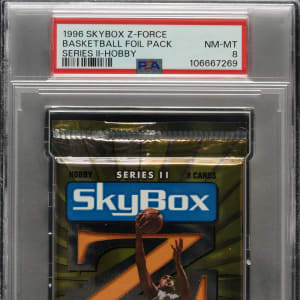 1996 SKYBOX Z-FORCE
BASKETBALL FOIL PACK
SERIES II-HOBBY
NM-MT
8
PSA
106667269
HOBBY SERIES II 8 CARDS
SkyBox
Z